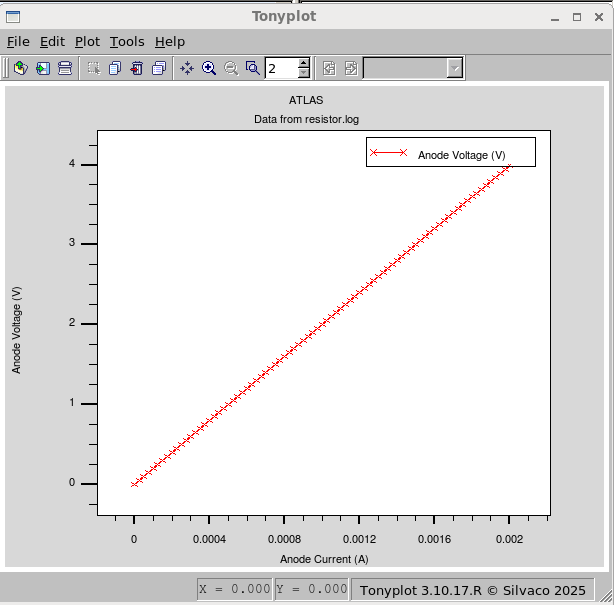 Tonyplot
File Edit Plot Tools Help
2
ATLAS
Data from resistor.log
Anode Voltage (V)
4
3
2
1
0
Anode Voltage (V)
0 0.0004 0.0008 0.0012 0.0016 0.002
Anode Current (A)
X = 0.000 Y = 0.000 Tonyplot 3.10.17.R © Silvaco 2025